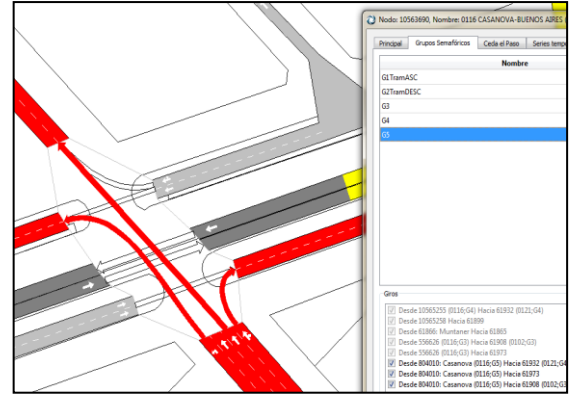 Nodo: 10563690, Nombre: 0116 CASANOVA-BUENOS AIRES (
Principal Grupos Semafóricos Ceda el Paso Series temp
Nombre
G1TramASC
G2TramDESC
G3
G4
G5
Giros
Desde 10565255 (0116;G4) Hacia 61932 (0121;G4)
Desde 10565258 Hacia 61899
Desde 61866: Muntaner Hacia 61865
Desde 556626 (0116;G3) Hacia 61908 (0102;G3)
Desde 556626 (0116;G3) Hacia 61973
Desde 804010: Casanova (0116;G5) Hacia 61932 (0121;G4
Desde 804010: Casanova (0116;G5) Hacia 61973
Desde 804010: Casanova (0116;G5) Hacia 61908 (0102;G3